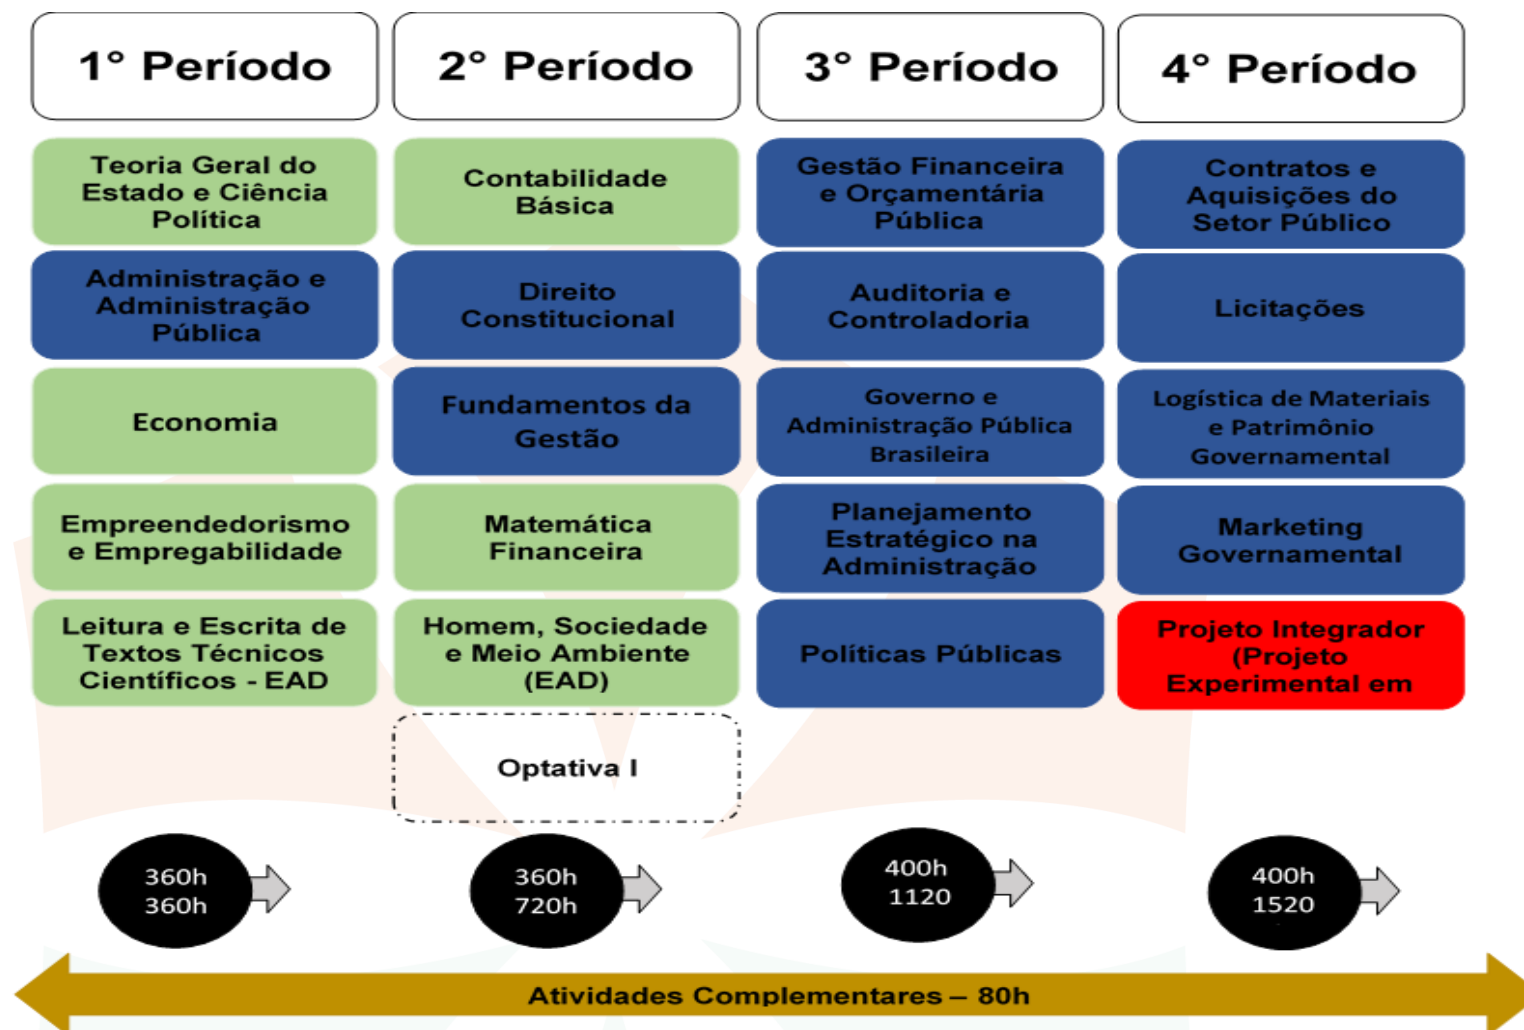 1° Período
2° Período
3° Período
4° Período
Teoria Geral do
Estado e Ciência
Política
Contabilidade
Básica
Gestão Financeira
e Orçamentária
Pública
Contratos e
Aquisições do
Setor Público
Administração e
Administração
Pública
Direito
Constitucional
Auditoria e
Controladoria
Licitações
Economia
Fundamentos da
Gestão
Governo e
Administração Pública
Brasileira
Logística de Materiais
e Patrimônio
Governamental
Empreendedorismo
e Empregabilidade
Matemática
Financeira
Planejamento
Estratégico na
Administração
Marketing
Governamental
Leitura e Escrita de
Textos Técnicos
Científicos - EAD
Homem, Sociedade
e Meio Ambiente
(EAD)
Políticas Públicas
Projeto Integrador
(Projeto
Experimental em
Optativa I
360h
360h
360h
720h
400h
1120
400h
1520
Atividades Complementares – 80h